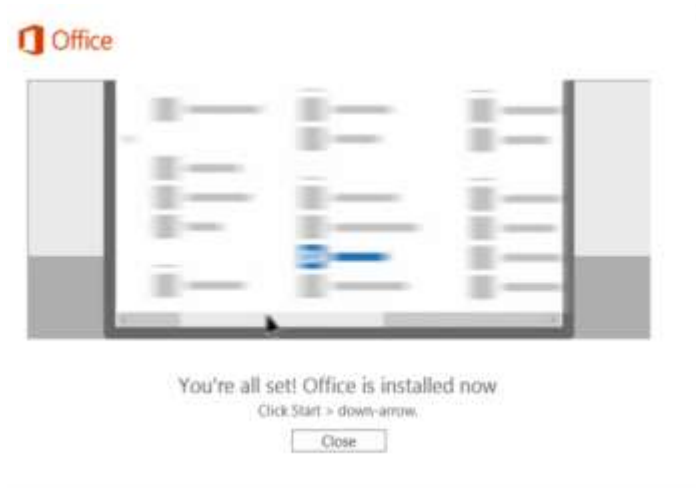 Office
You're all set! Office is installed now
Click Start > down-arrow.
Close